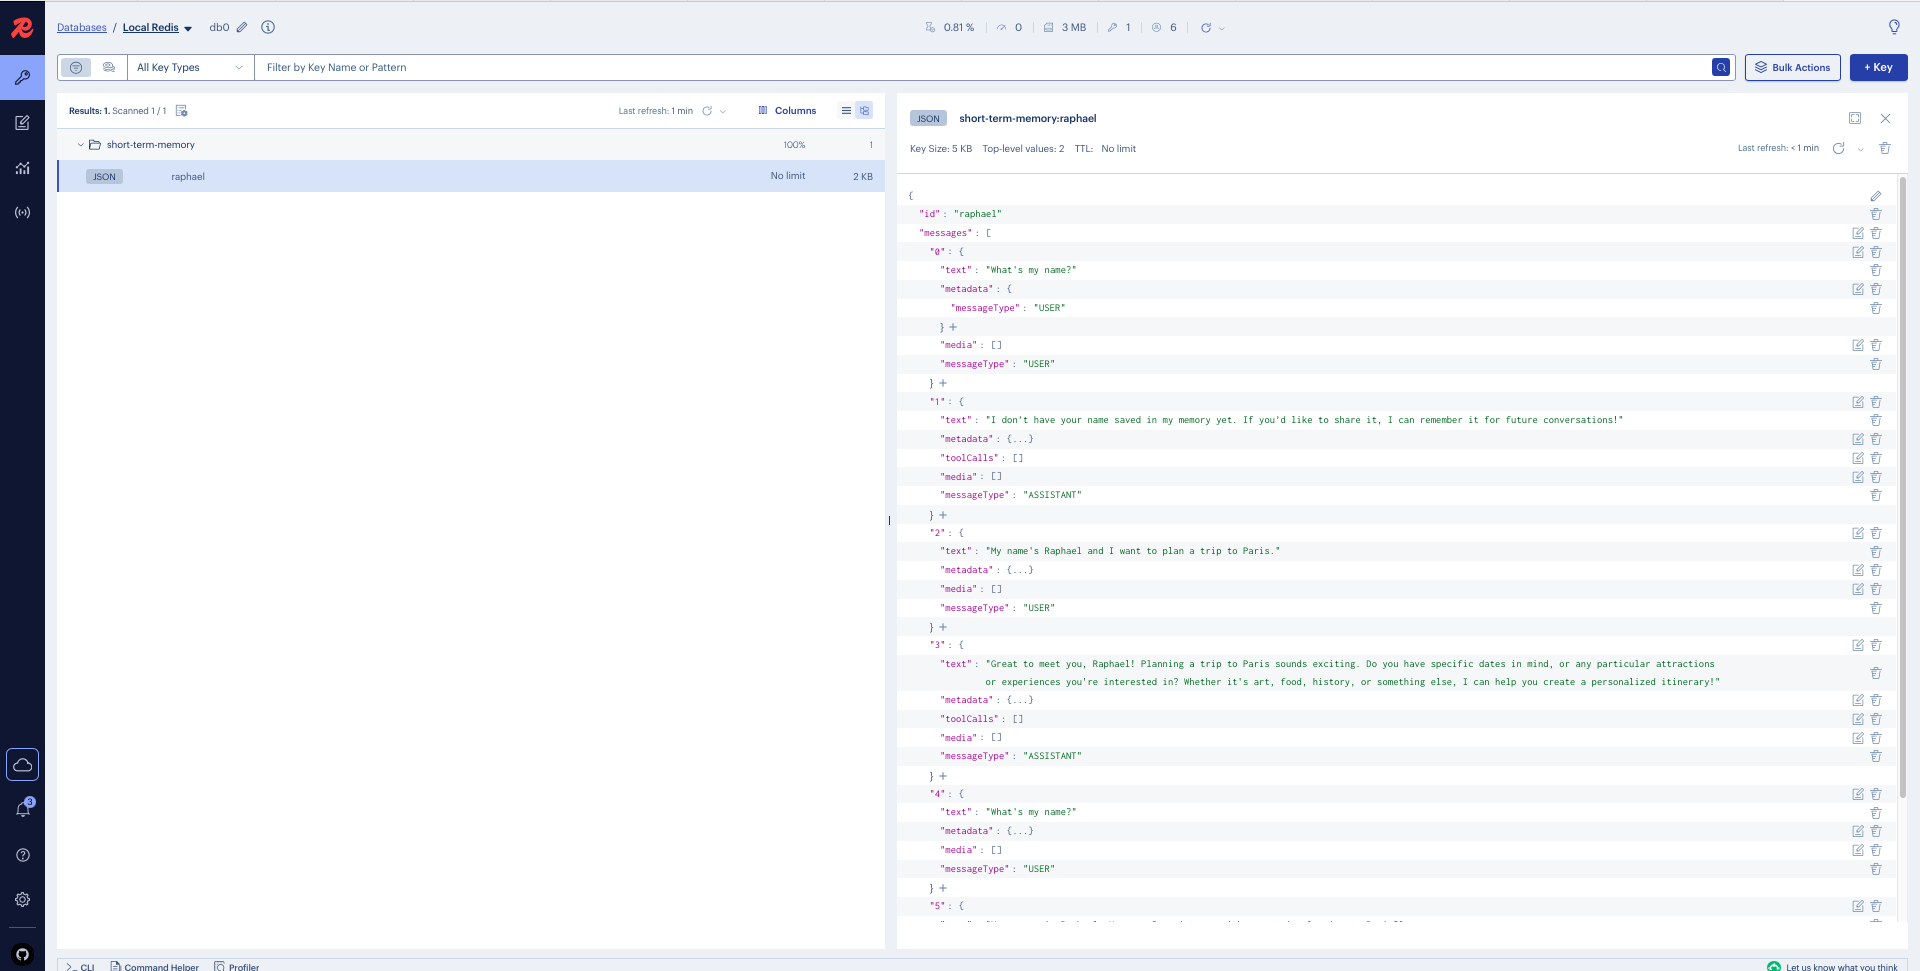 Databases / Local Redis db0
0.81 % 0 3 MB 1 6
All Key Types Filter by Key Name or Pattern Bulk Actions + Key
Results: 1. Scanned 1 / 1 Last refresh: 1 min Columns
short-term-memory 100% 1
JSON raphael No limit 2 KB
JSON short-term-memory:raphael
Key Size: 5 KB Top-level values: 2 TTL: No limit Last refresh: < 1 min
{
"id" : "raphael"
"messages" : [
"0" : {
"text" : "What's my name?"
"metadata" : {
"messageType" : "USER"
} +
"media" : []
"messageType" : "USER"
} +
"1" : {
"text" : "I don't have your name saved in my memory yet. If you'd like to share it, I can remember it for future conversations!"
"metadata" : {...}
"toolCalls" : []
"media" : []
"messageType" : "ASSISTANT"
} +
"2" : {
"text" : "My name's Raphael and I want to plan a trip to Paris."
"metadata" : {...}
"media" : []
"messageType" : "USER"
} +
"3" : {
"text" : "Great to meet you, Raphael! Planning a trip to Paris sounds exciting. Do you have specific dates in mind, or any particular attractions
or experiences you're interested in? Whether it's art, food, history, or something else, I can help you create a personalized itinerary!"
"metadata" : {...}
"toolCalls" : []
"media" : []
"messageType" : "ASSISTANT"
} +
"4" : {
"text" : "What's my name?"
"metadata" : {...}
"media" : []
"messageType" : "USER"
} +
"5" : {
3
>_ CLI Command Helper Profiler Let us know what you think